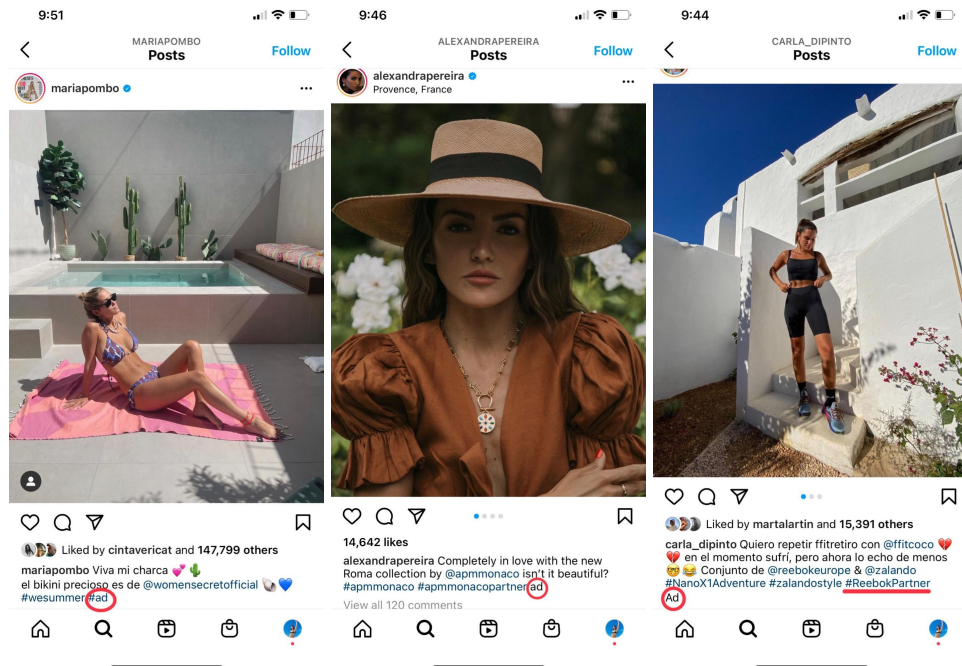 9:51
MARIAPOMBO
Posts
Follow
mariapombo
Liked by cintavericat and 147,799 others
mariapombo Viva mi charca 💕🌵
el bikini precioso es de @womensecretofficial 🐚💙
#wesummer #ad
9:46
ALEXANDRAPEREIRA
Posts
Follow
alexandrapereira
Provence, France
14,642 likes
alexandrapereira Completely in love with the new
Roma collection by @apmmonaco isn't it beautiful?
#apmmonaco #apmmonacopartner ad
View all 120 comments
9:44
CARLA_DIPINTO
Posts
Follow
Liked by martalartin and 15,391 others
carla_dipinto Quiero repetir ffitretiro con @ffitcoco 💔
💔 en el momento sufrí, pero ahora lo echo de menos
🤓😂 Conjunto de @reebokeurope & @zalando
#NanoX1Adventure #zalandostyle #ReebokPartner
Ad